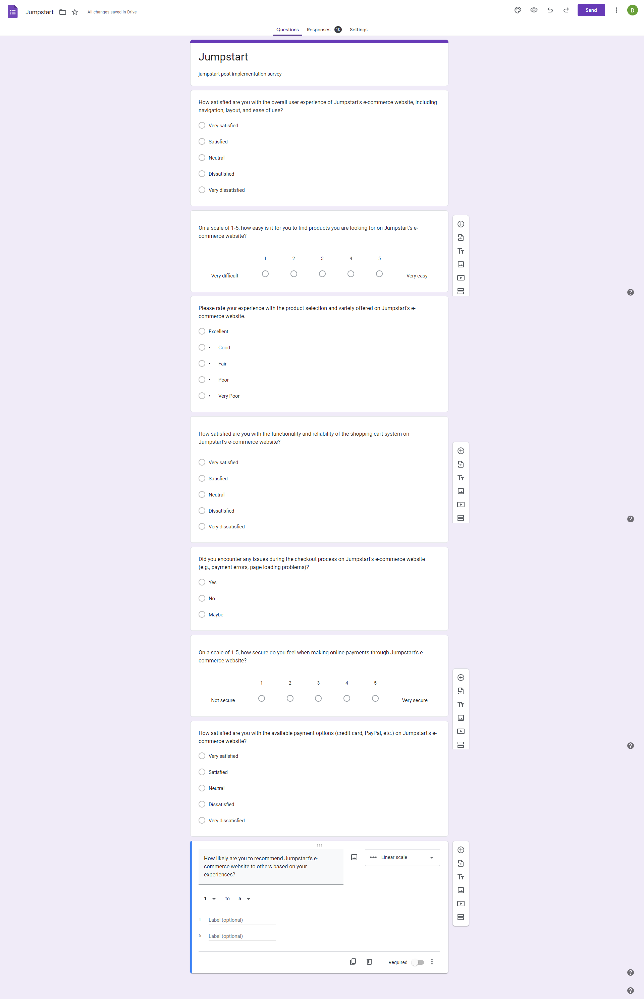 Jumpstart
All changes saved in Drive
Send
D
Questions
Responses 10
Settings
Jumpstart
jumpstart post implementation survey
How satisfied are you with the overall user experience of Jumpstart's e-commerce website, including
navigation, layout, and ease of use?
Very satisfied
Satisfied
Neutral
Dissatisfied
Very dissatisfied
On a scale of 1-5, how easy is it for you to find products you are looking for on Jumpstart's e-
commerce website?
1 2 3 4 5
Very difficult Very easy
Tт
Please rate your experience with the product selection and variety offered on Jumpstart's e-
commerce website.
Excellent
• Good
• Fair
• Poor
• Very Poor
How satisfied are you with the functionality and reliability of the shopping cart system on
Jumpstart's e-commerce website?
Very satisfied
Satisfied
Neutral
Dissatisfied
Very dissatisfied
Tт
Did you encounter any issues during the checkout process on Jumpstart's e-commerce website
(e.g., payment errors, page loading problems)?
Yes
No
Maybe
On a scale of 1-5, how secure do you feel when making online payments through Jumpstart's e-
commerce website?
1 2 3 4 5
Not secure Very secure
Tт
How satisfied are you with the available payment options (credit card, PayPal, etc.) on Jumpstart's e-
commerce website?
Very satisfied
Satisfied
Neutral
Dissatisfied
Very dissatisfied
How likely are you to recommend Jumpstart's e-
commerce website to others based on your
experiences?
Linear scale
Tт
1 to 5
1 Label (optional)
5 Label (optional)
Required